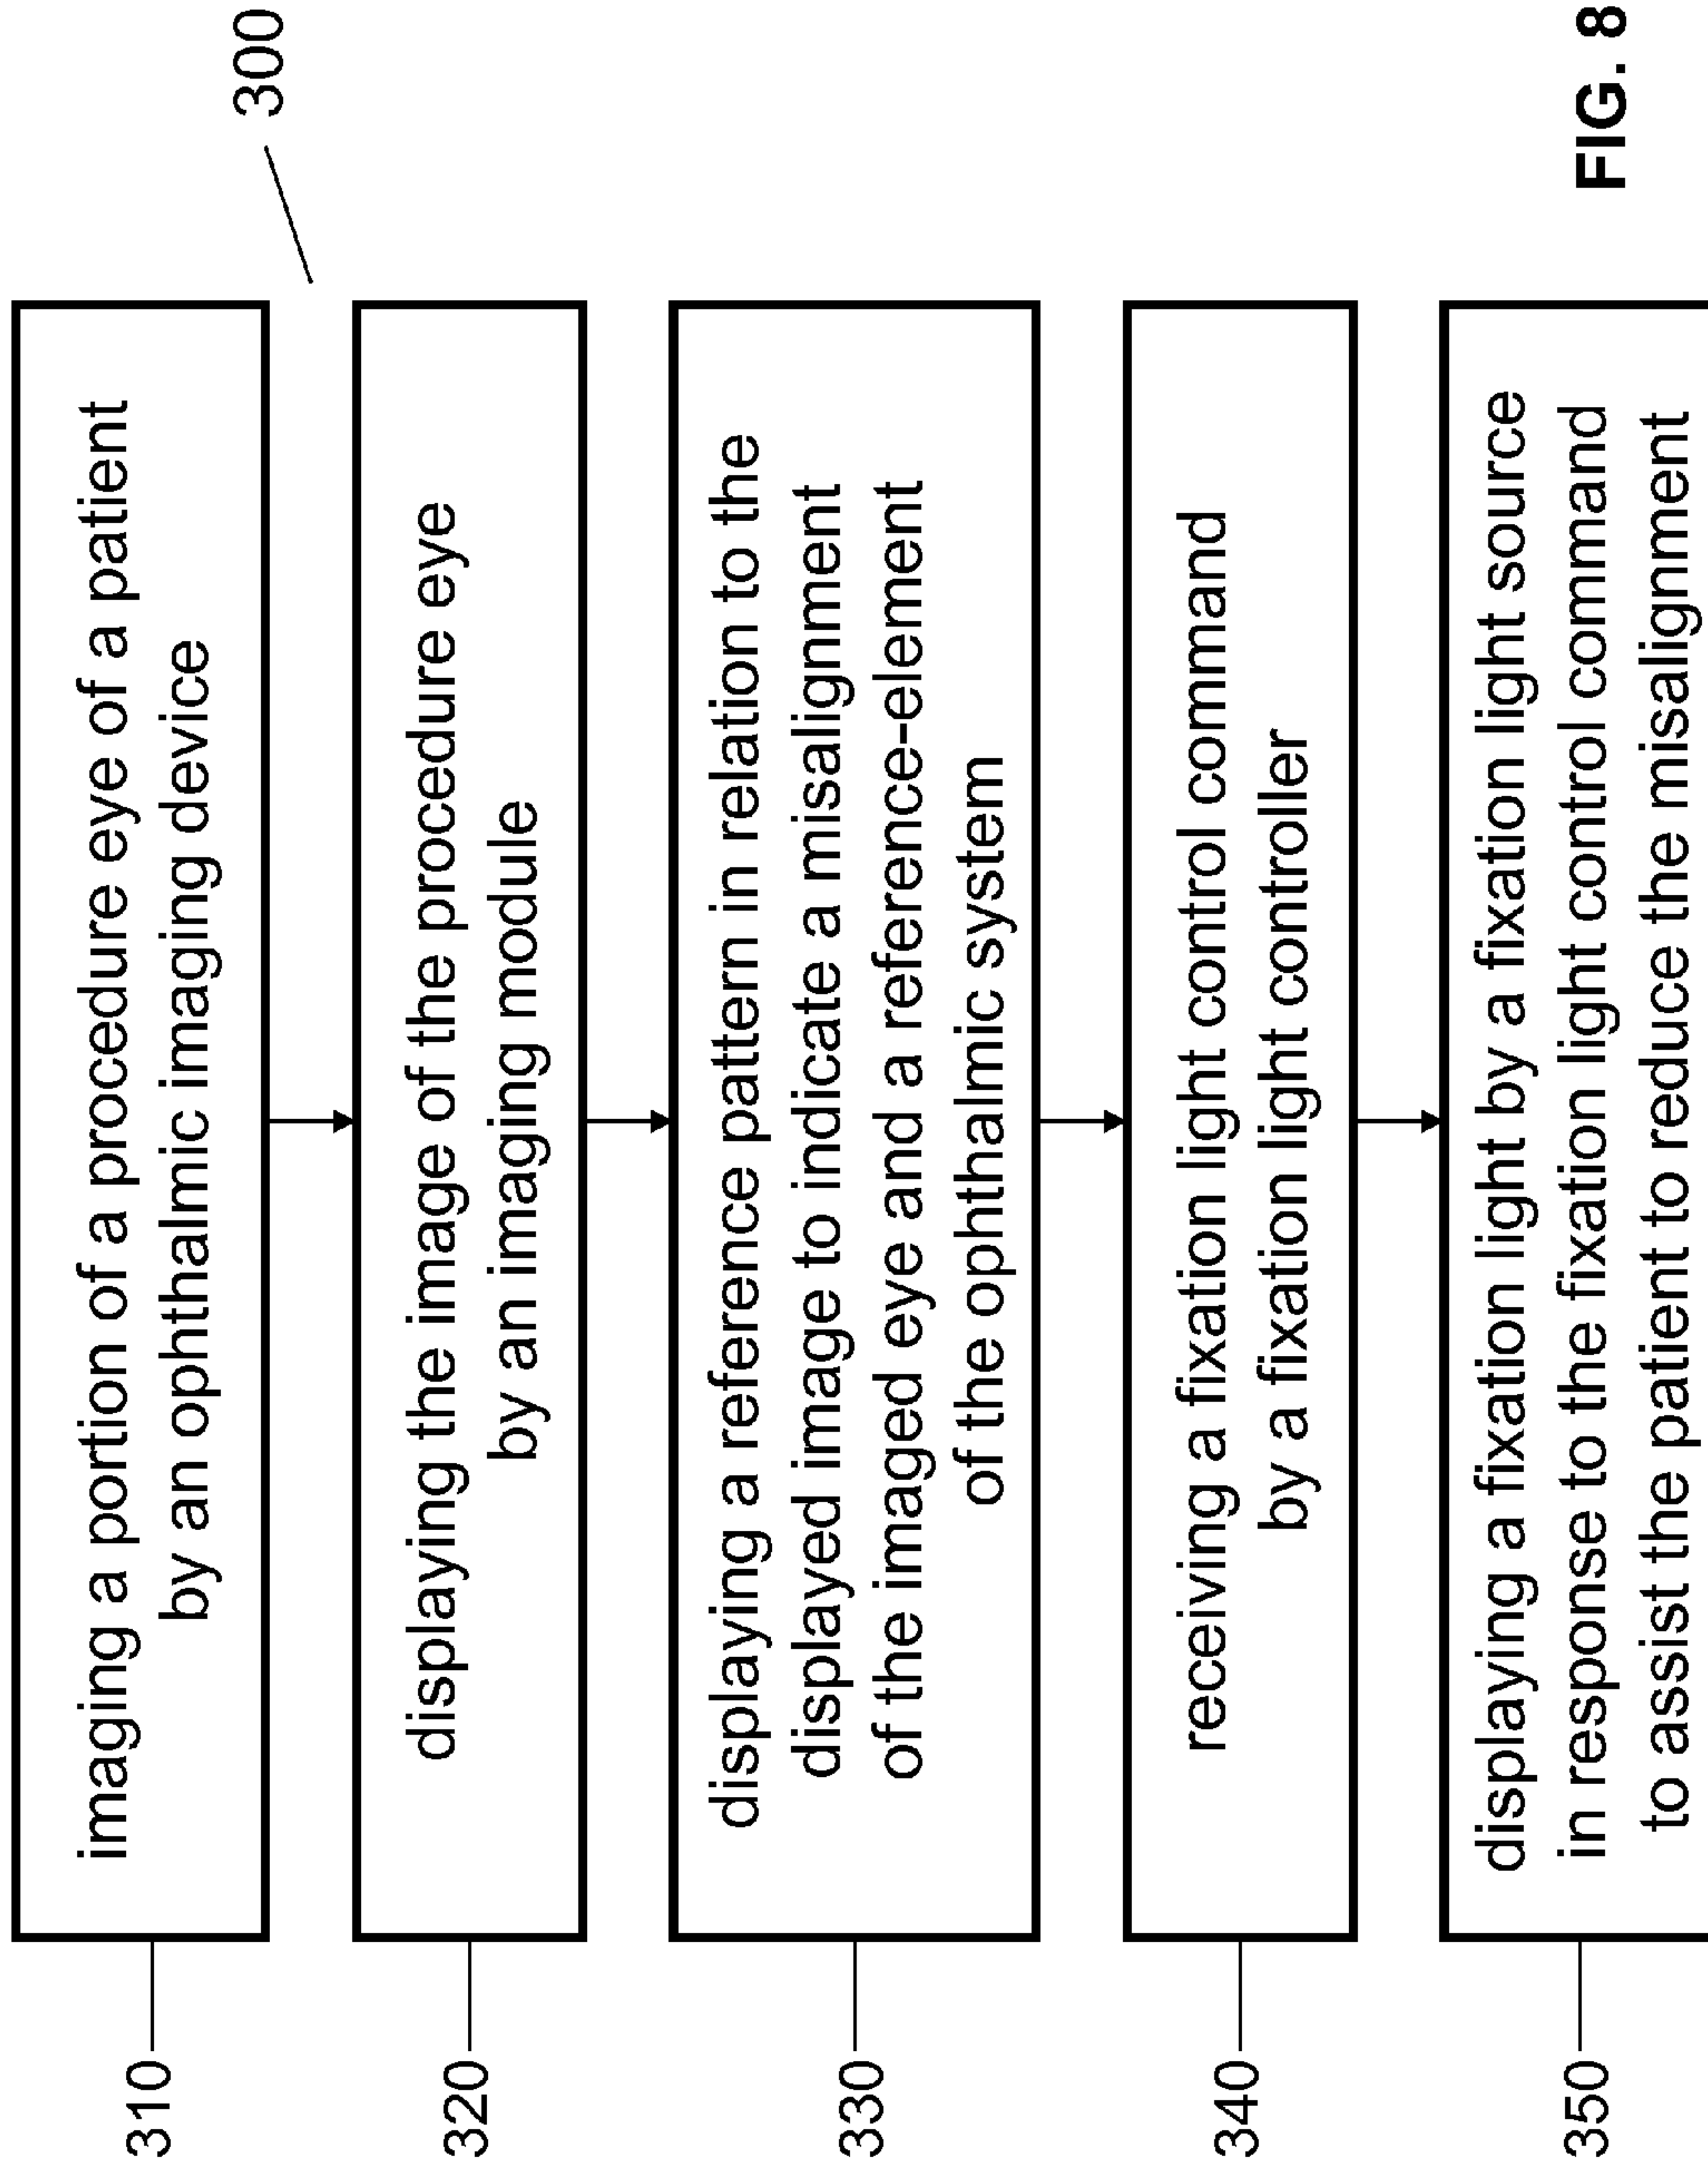 300
310
imaging a portion of a procedure eye of a patient
by an ophthalmic imaging device
320
displaying the image of the procedure eye
by an imaging module
330
displaying a reference pattern in relation to the
displayed image to indicate a misalignment
of the imaged eye and a reference-element
of the ophthalmic system
340
receiving a fixation light control command
by a fixation light controller
350
displaying a fixation light by a fixation light source
in response to the fixation light control command
to assist the patient to reduce the misalignment
FIG. 8